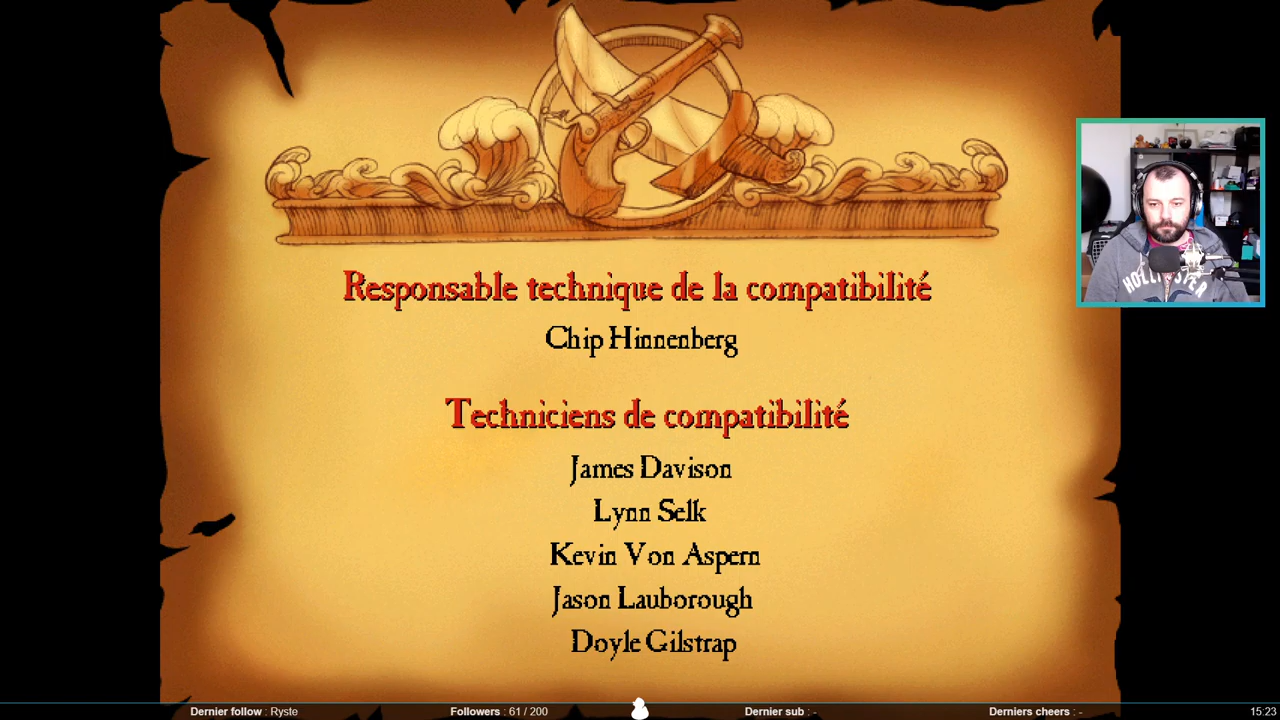 Responsable technique de la compatibilité
Chip Hinnenberg
Techniciens de compatibilité
James Davison
Lynn Selk
Kevin Von Aspern
Jason Lauborough
Doyle Gilstrap
Dernier follow : Ryste
Followers : 61 / 200
Dernier sub : -
Derniers cheers : -
15:23